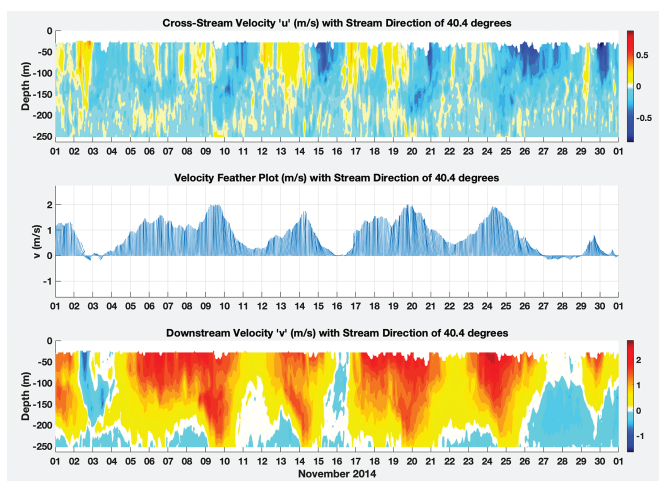 Cross-Stream Velocity 'u' (m/s) with Stream Direction of 40.4 degrees
0
-50
-100
-150
-200
-250
Depth (m)
0.5
0
-0.5
01 02 03 04 05 06 07 08 09 10 11 12 13 14 15 16 17 18 19 20 21 22 23 24 25 26 27 28 29 30 01
Velocity Feather Plot (m/s) with Stream Direction of 40.4 degrees
2
1
0
-1
v (m/s)
01 02 03 04 05 06 07 08 09 10 11 12 13 14 15 16 17 18 19 20 21 22 23 24 25 26 27 28 29 30 01
Downstream Velocity 'v' (m/s) with Stream Direction of 40.4 degrees
0
-50
-100
-150
-200
-250
Depth (m)
2
1
0
-1
01 02 03 04 05 06 07 08 09 10 11 12 13 14 15 16 17 18 19 20 21 22 23 24 25 26 27 28 29 30 01
November 2014